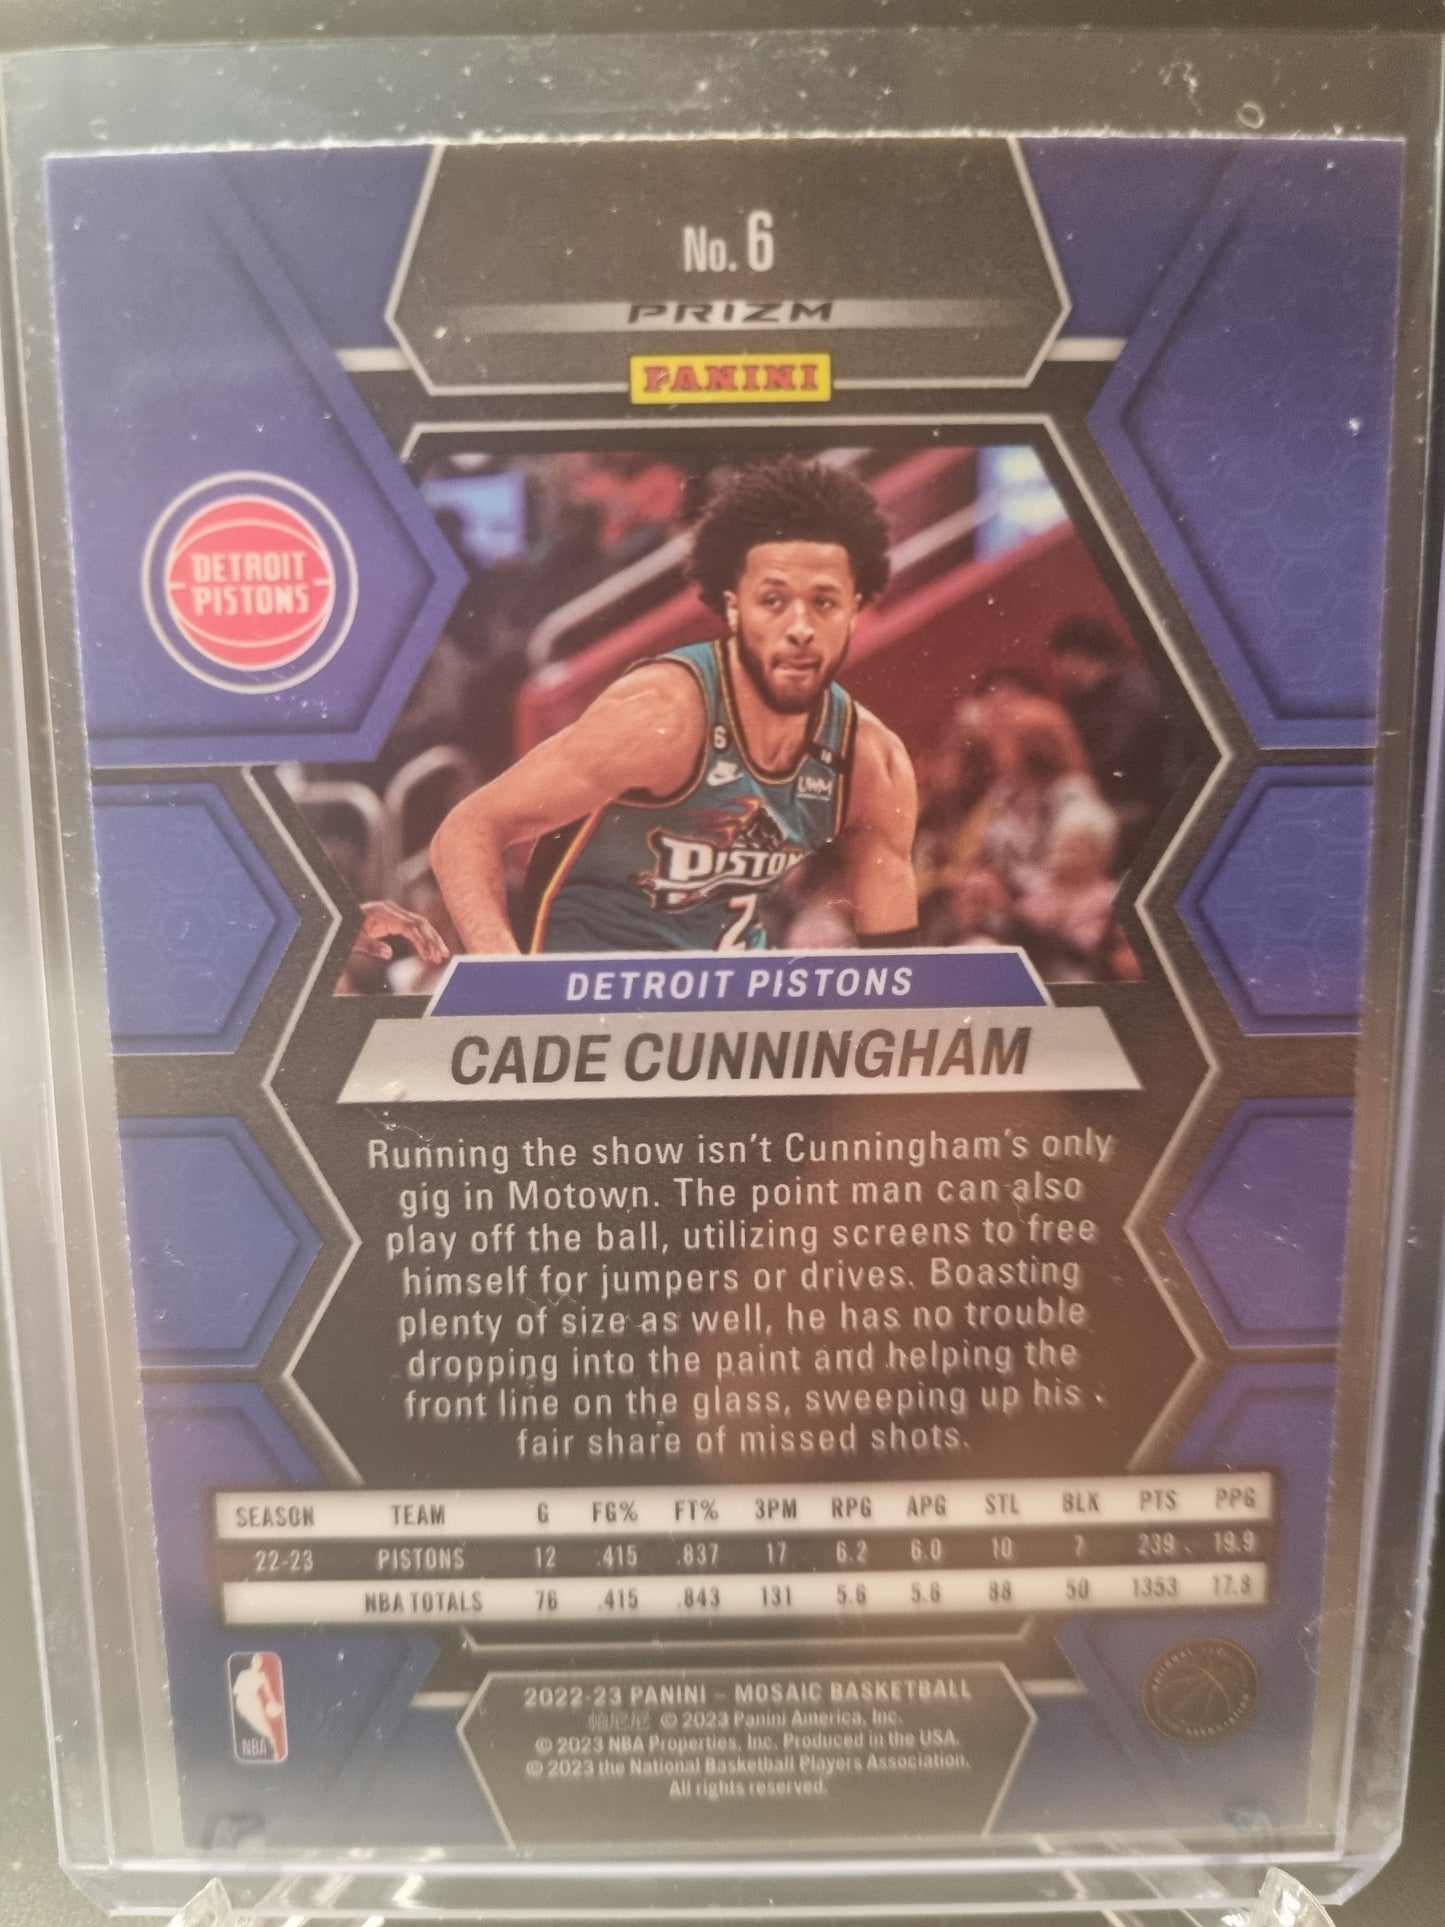 No. 6
PRIZM
PANINI
DETROIT
PISTONS
6
UWM
PISTON
2
DETROIT PISTONS
CADE CUNNINGHAM
Running the show isn't Cunningham's only
gig in Motown. The point man can also
play off the ball, utilizing screens to free
himself for jumpers or drives. Boasting
plenty of size as well, he has no trouble
dropping into the paint and helping the
front line on the glass, sweeping up his
fair share of missed shots.
SEASON TEAM G FG% FT% 3PM RPG APG STL BLK PTS PPG
22-23 PISTONS 12 .415 .837 17 6.2 6.0 10 7 239 19.9
NBA TOTALS 76 .415 .843 131 5.6 5.6 88 50 1353 17.8
NBA
2022-23 PANINI – MOSAIC BASKETBALL
帕尼尼 © 2023 Panini America, Inc.
© 2023 NBA Properties, Inc. Produced in the USA.
© 2023 the National Basketball Players Association.
All rights reserved.